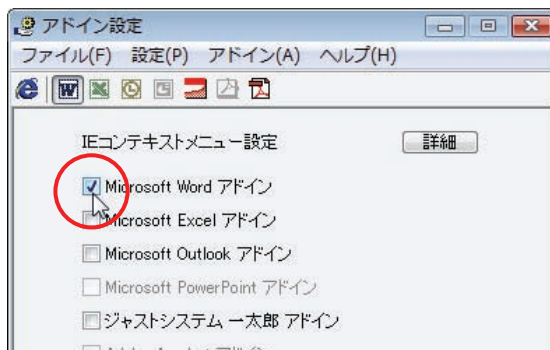 アドイン設定
ファイル(F) 設定(P) アドイン(A) ヘルプ(H)
IEコンテキストメニュー設定 詳細
Microsoft Word アドイン
Microsoft Excel アドイン
Microsoft Outlook アドイン
Microsoft PowerPoint アドイン
ジャストシステム 一太郎 アドイン